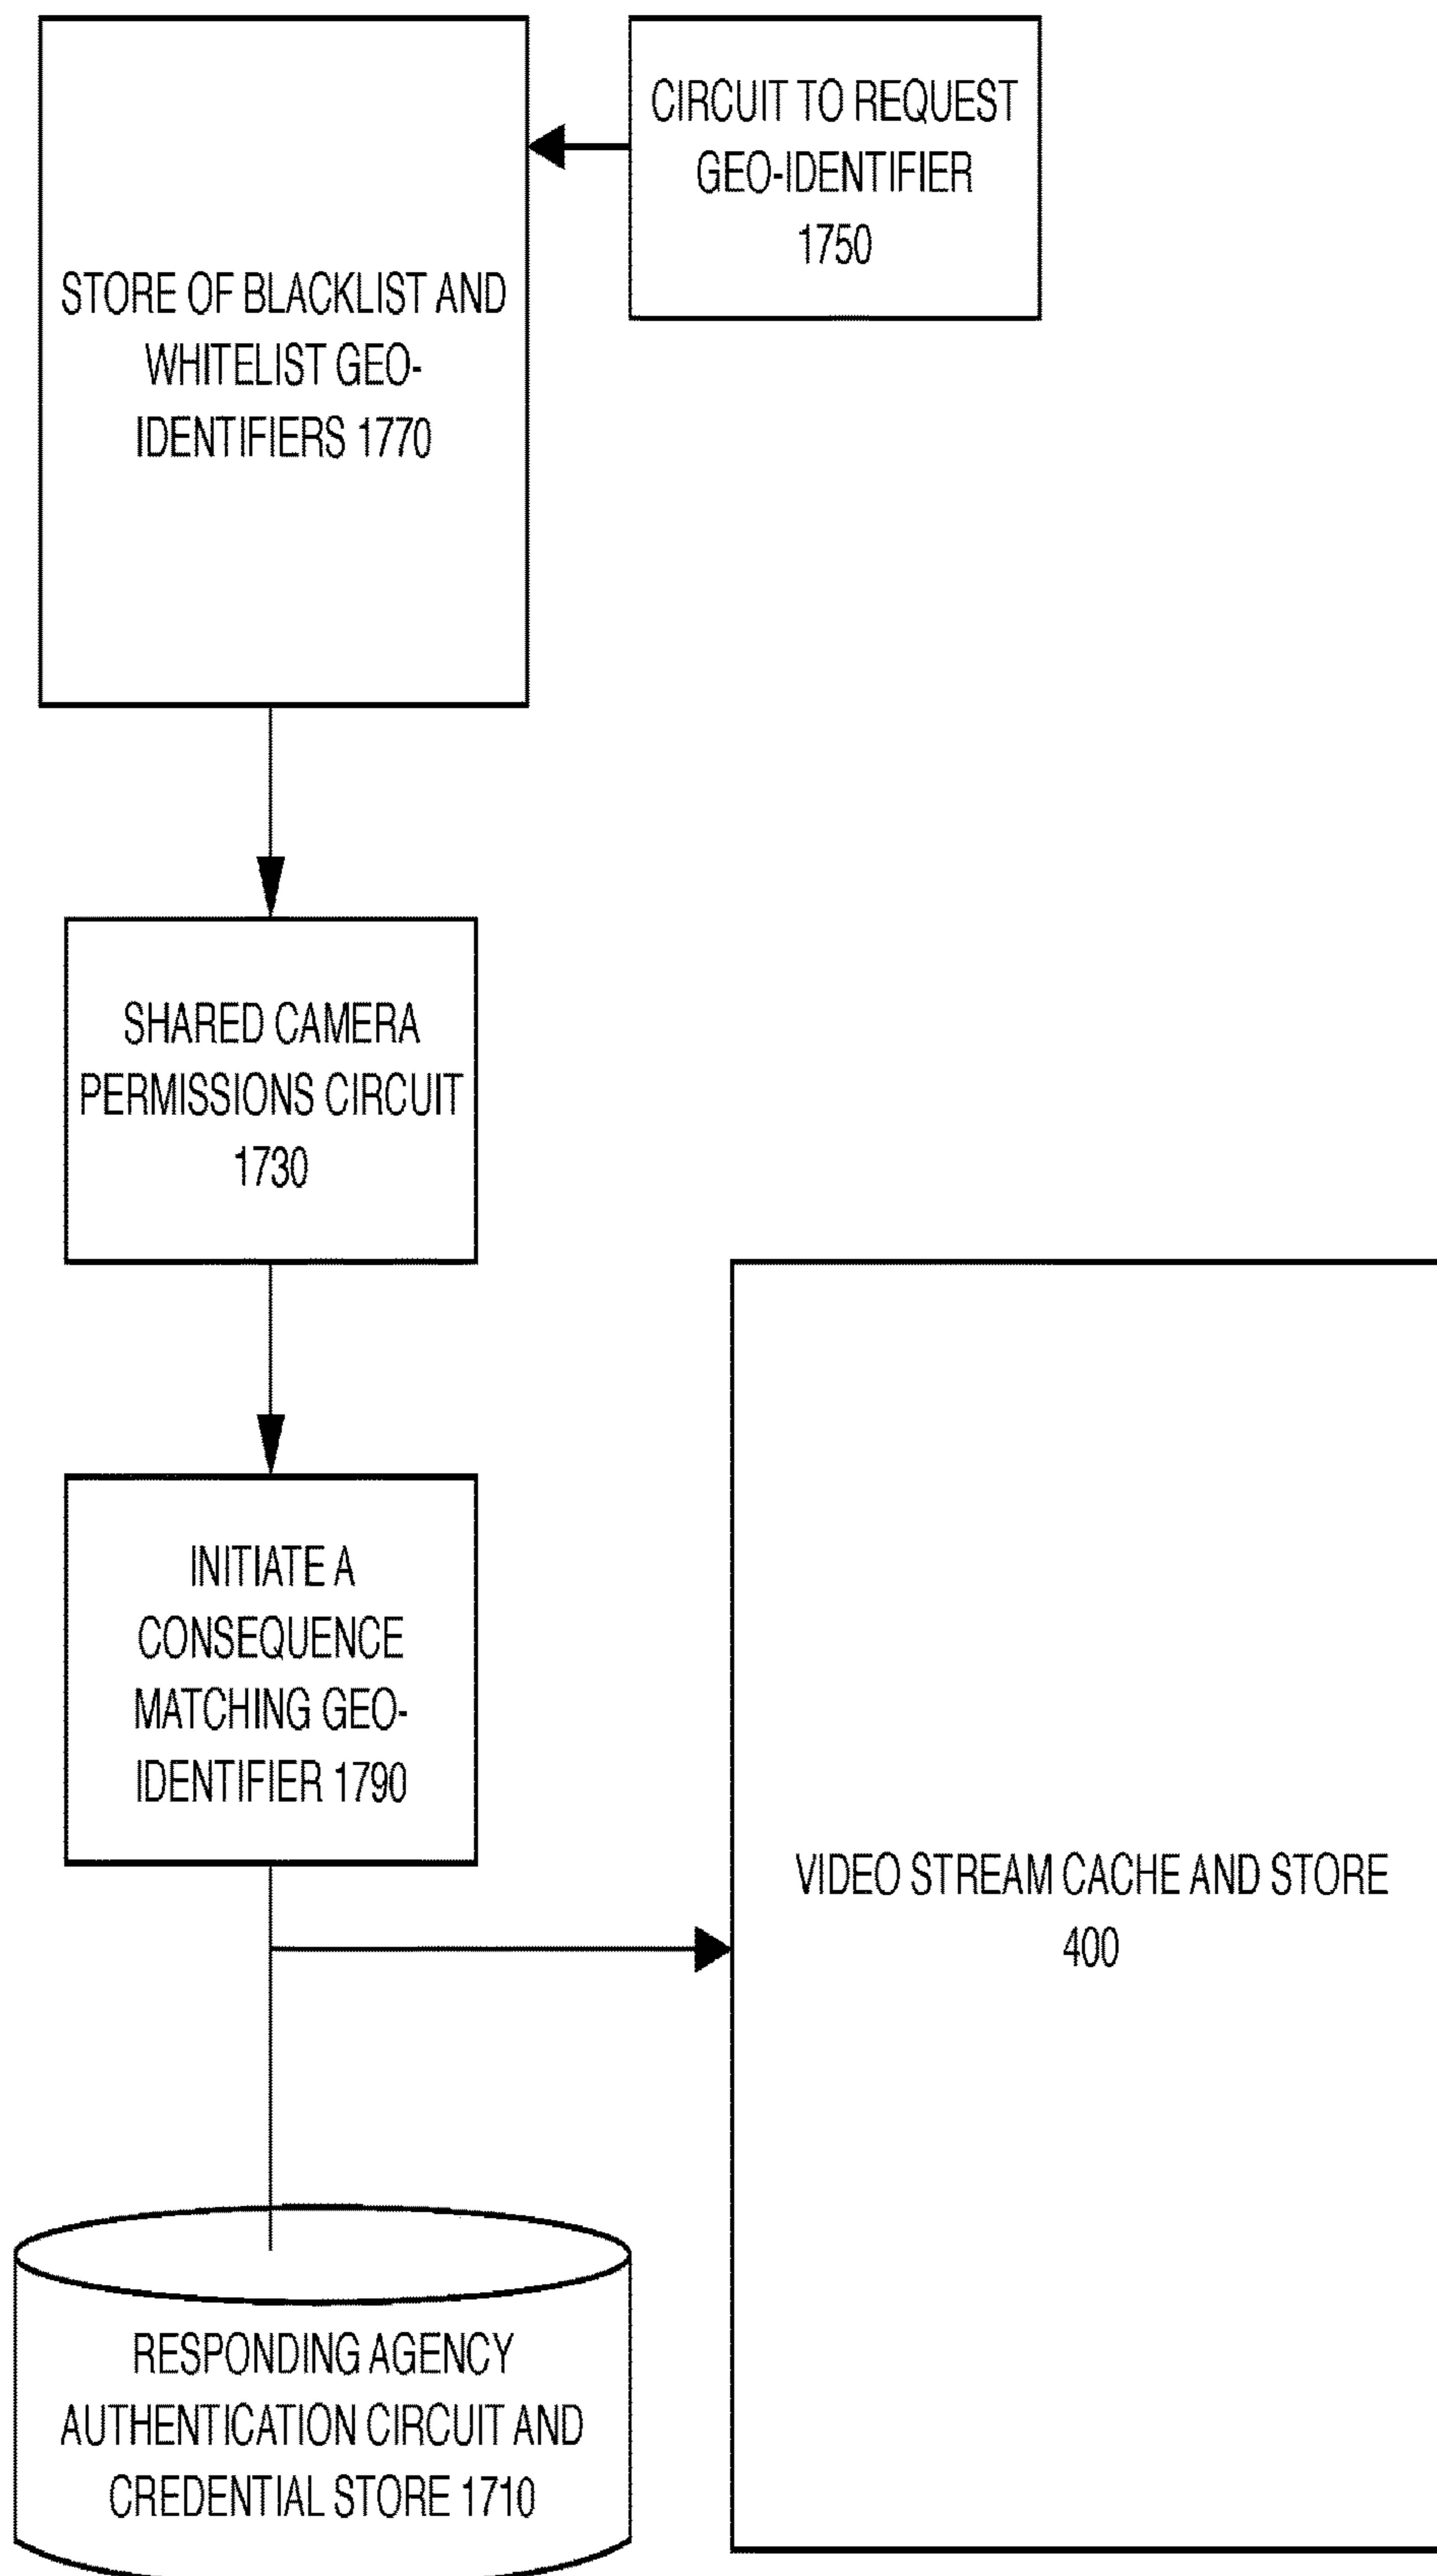 CIRCUIT TO REQUEST
GEO-IDENTIFIER
1750
STORE OF BLACKLIST AND
WHITELIST GEO-
IDENTIFIERS 1770
SHARED CAMERA
PERMISSIONS CIRCUIT
1730
INITIATE A
CONSEQUENCE
MATCHING GEO-
IDENTIFIER 1790
VIDEO STREAM CACHE AND STORE
400
RESPONDING AGENCY
AUTHENTICATION CIRCUIT AND
CREDENTIAL STORE 1710